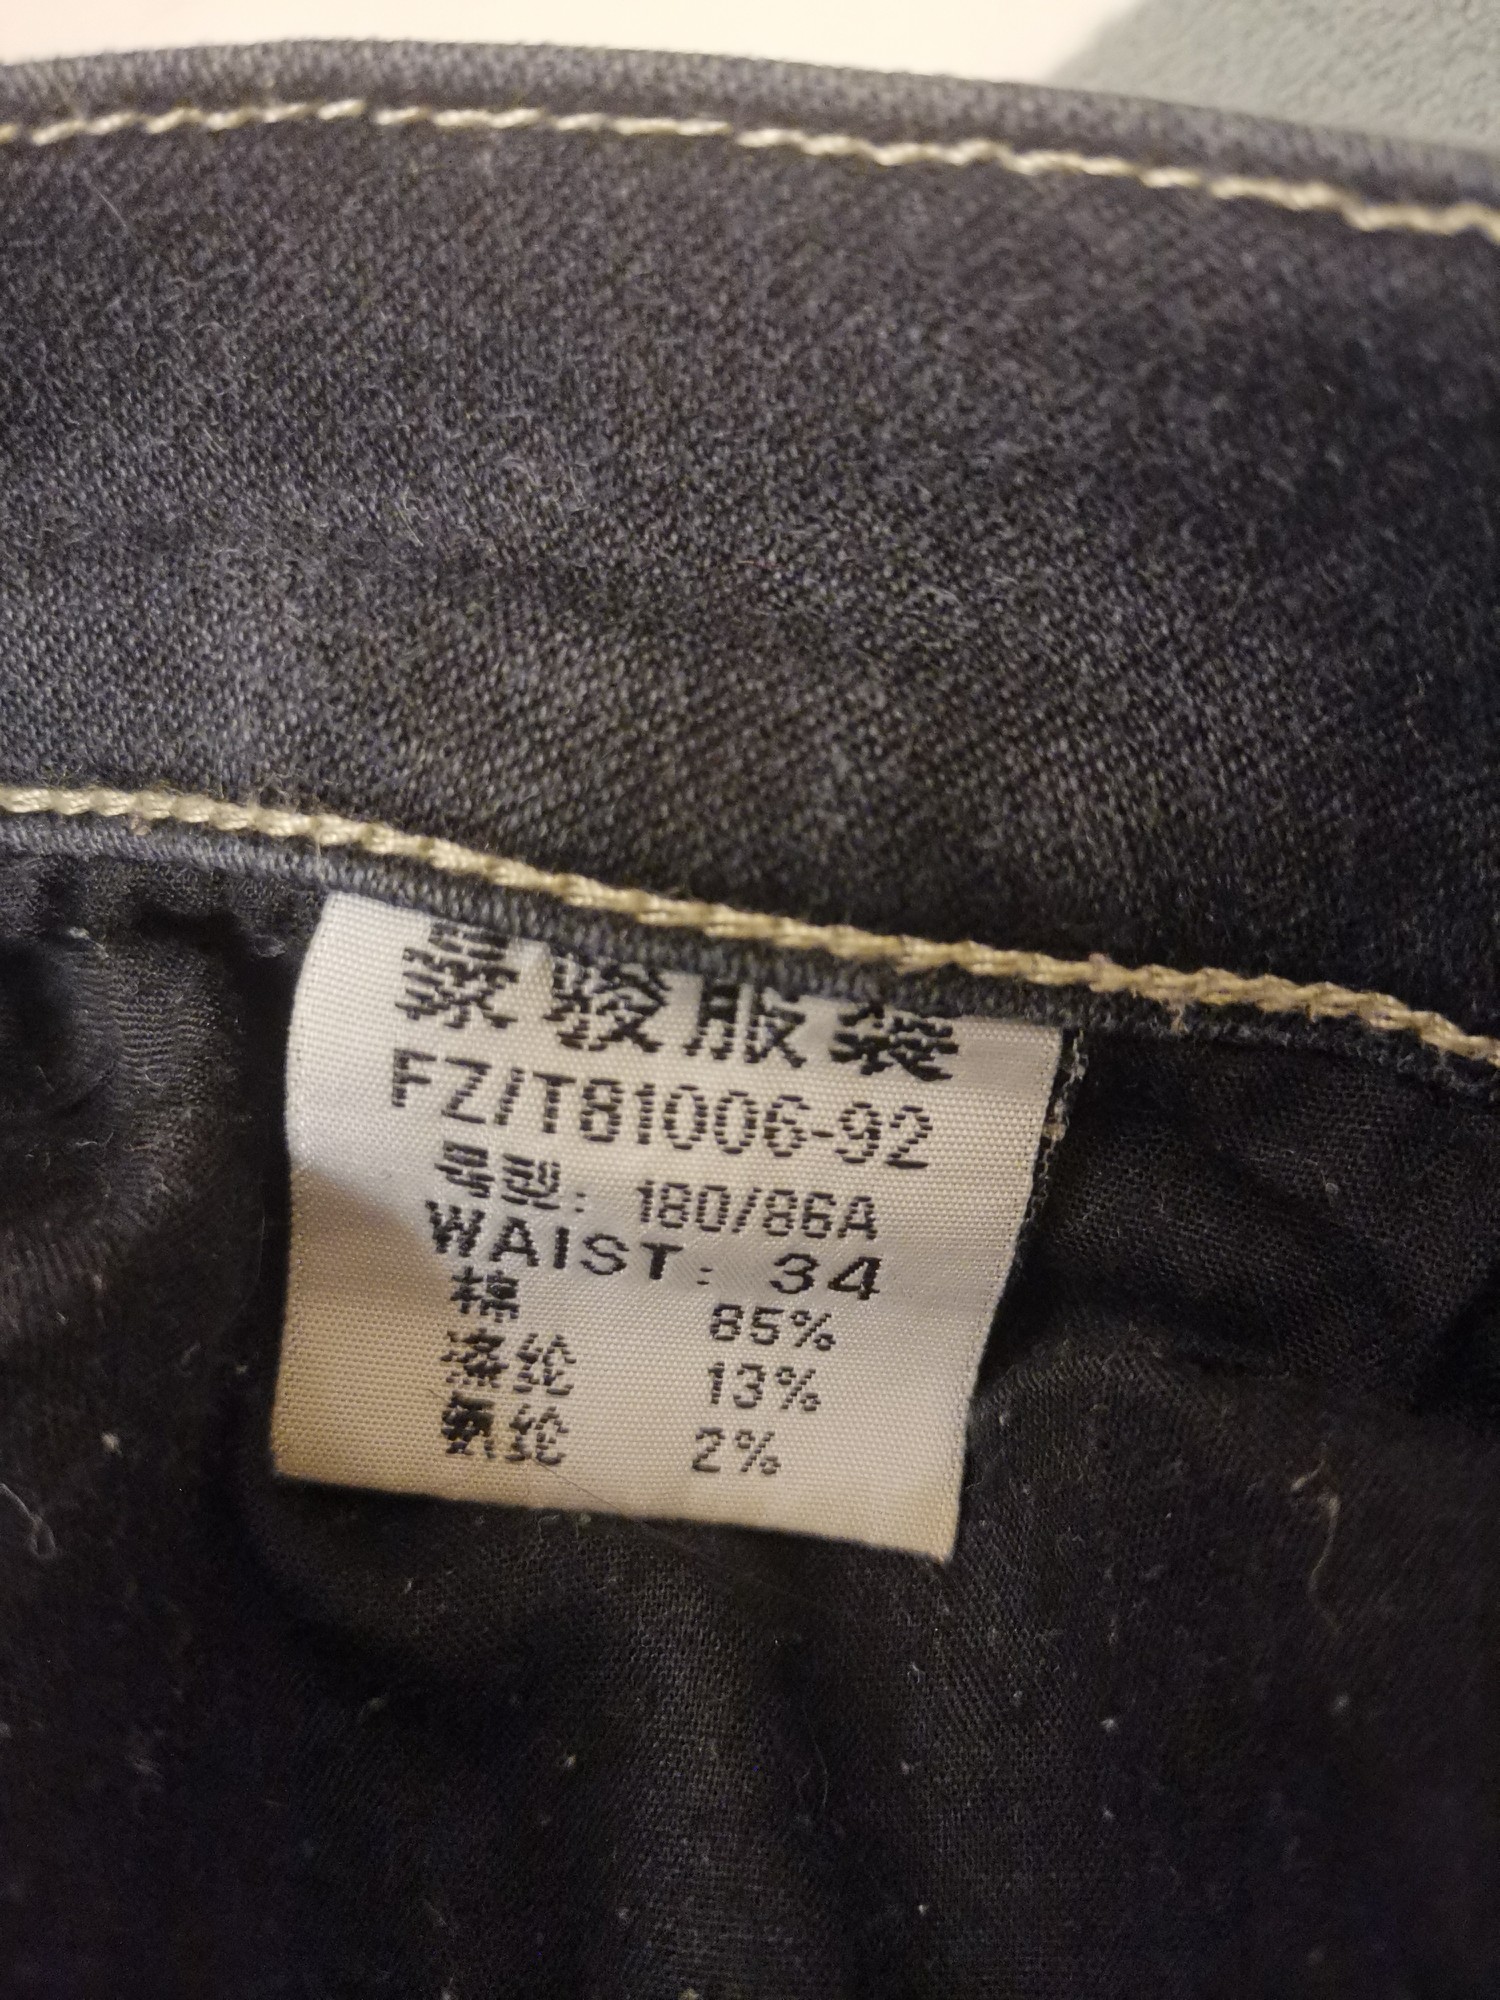 骏服装
FZ/T81006-92
号型: 180/86A
WAIST: 34
棉 85%
涤纶 13%
氨纶 2%